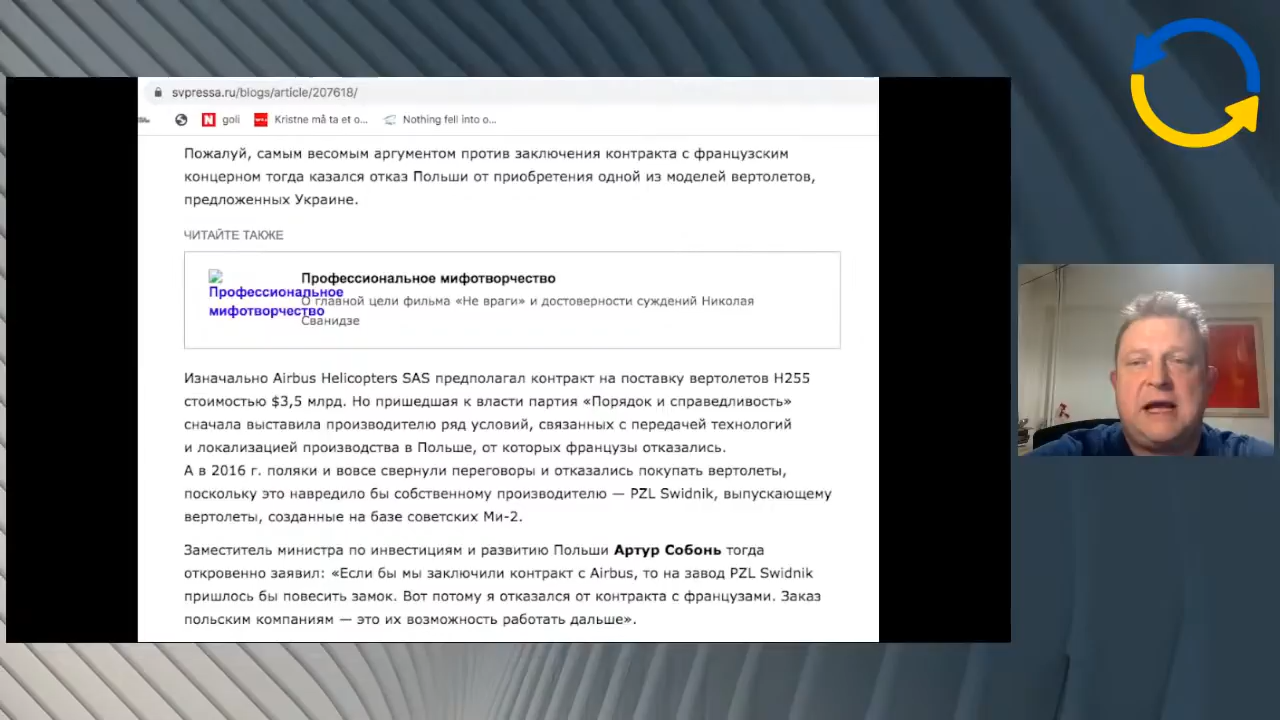 svpressa.ru/blogs/article/207618/
goli
Kristne må ta et o...
Nothing fell into o...
Пожалуй, самым весомым аргументом против заключения контракта с французским
концерном тогда казался отказ Польши от приобретения одной из моделей вертолетов,
предложенных Украине.
ЧИТАЙТЕ ТАКЖЕ
Профессиональное
мифотворчество
Профессиональное мифотворчество
О главной цели фильма «Не враги» и достоверности суждений Николая
Сванидзе
Изначально Airbus Helicopters SAS предполагал контракт на поставку вертолетов H255
стоимостью $3,5 млрд. Но пришедшая к власти партия «Порядок и справедливость»
сначала выставила производителю ряд условий, связанных с передачей технологий
и локализацией производства в Польше, от которых французы отказались.
А в 2016 г. поляки и вовсе свернули переговоры и отказались покупать вертолеты,
поскольку это навредило бы собственному производителю — PZL Swidnik, выпускающему
вертолеты, созданные на базе советских Ми-2.
Заместитель министра по инвестициям и развитию Польши Артур Собонь тогда
откровенно заявил: «Если бы мы заключили контракт с Airbus, то на завод PZL Swidnik
пришлось бы повесить замок. Вот потому я отказался от контракта с французами. Заказ
польским компаниям — это их возможность работать дальше».